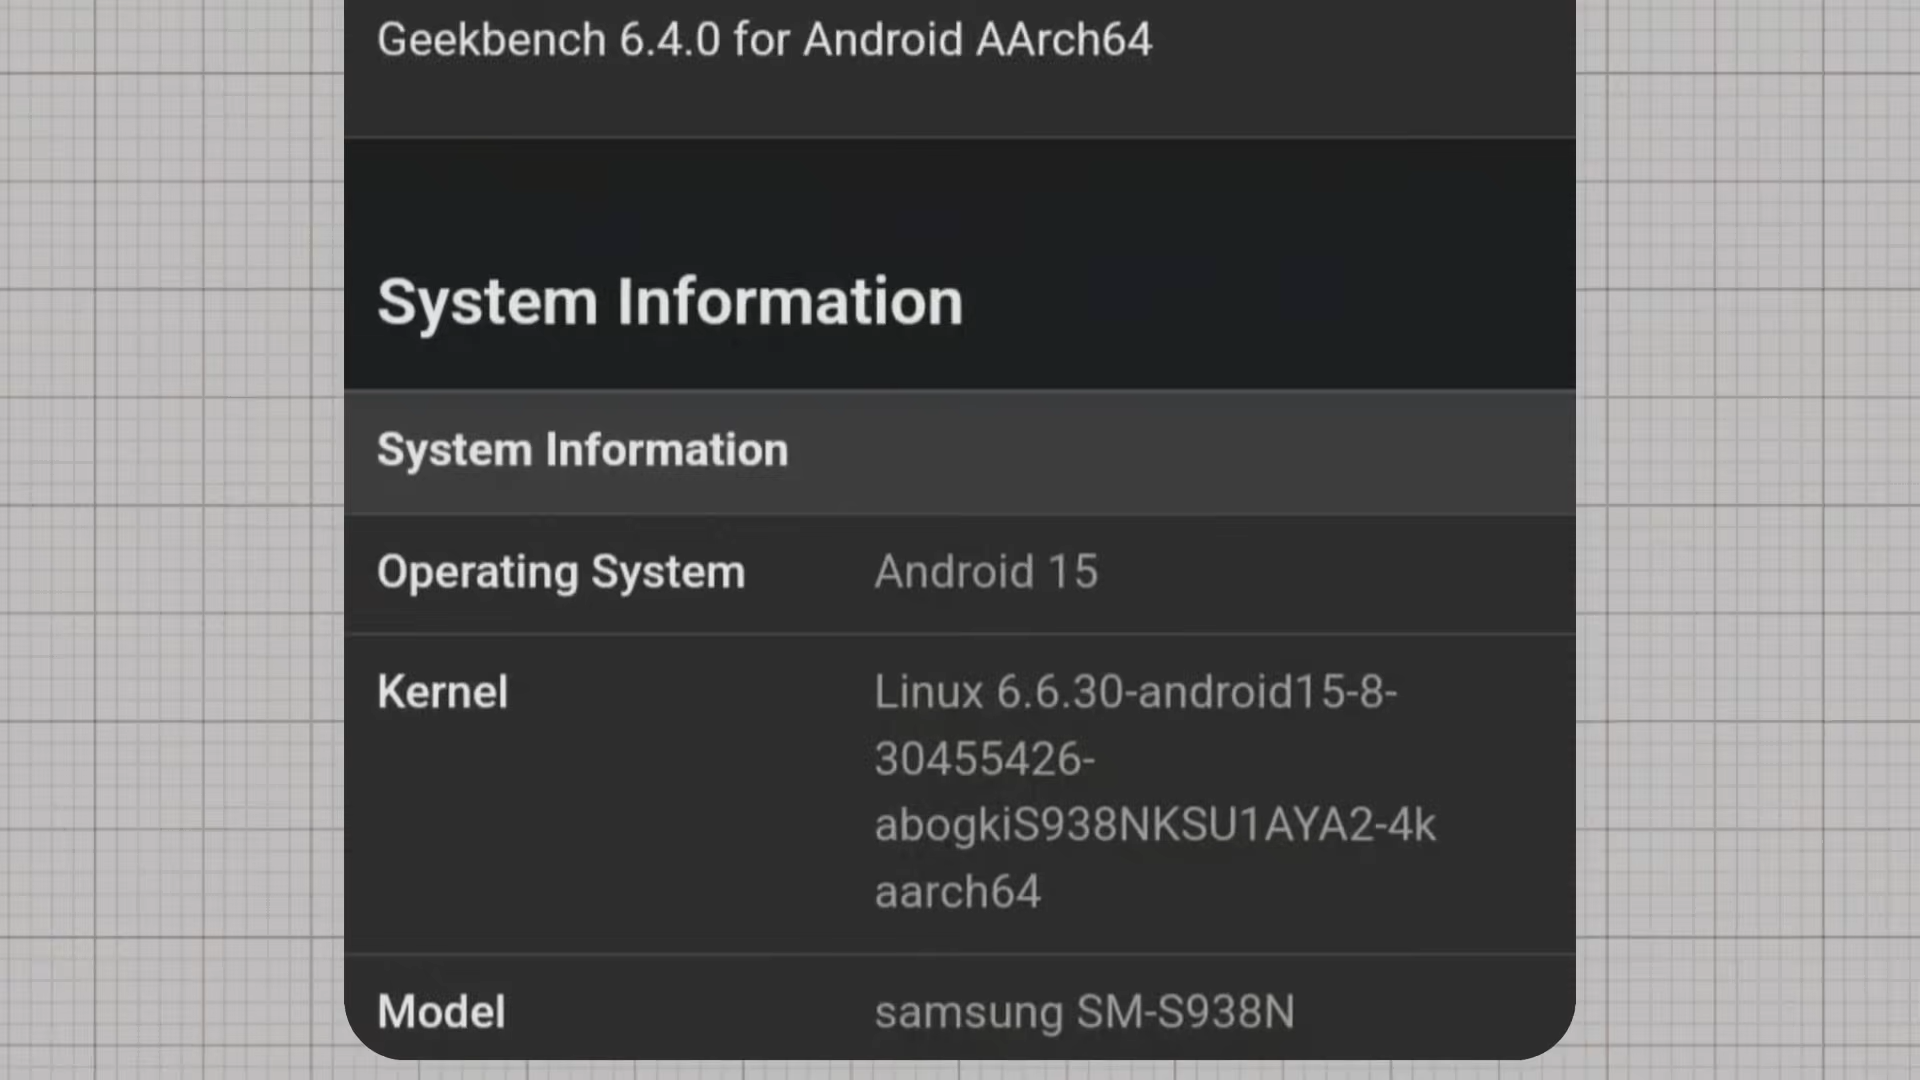 Geekbench 6.4.0 for Android AArch64
System Information
System Information
Operating System Android 15
Kernel Linux 6.6.30-android15-8-
30455426-
abogkiS938NKSU1AYA2-4k
aarch64
Model samsung SM-S938N